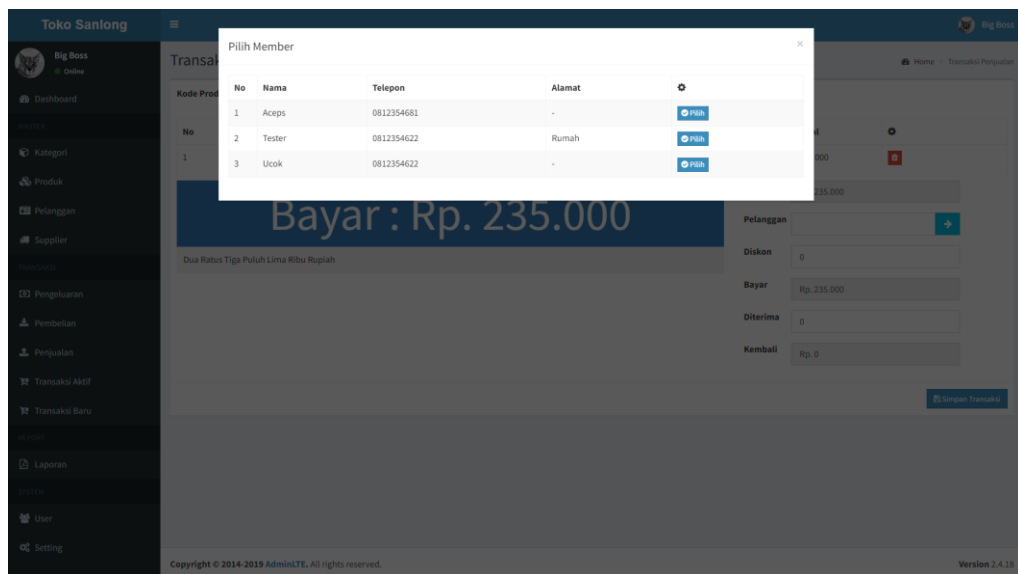 Toko Sanlong
Big Boss
Big Boss
Online
Dashboard
MASTER
Kategori
Produk
Pelanggan
Supplier
TRANSAKSI
Pengeluaran
Pembelian
Penjualan
Transaksi Aktif
Transaksi Baru
REPORT
Laporan
SYSTEM
User
Setting
Transak
Home > Transaksi Penjualan
Kode Prod
Pilih Member ×
No Nama Telepon Alamat
1 Aceps 0812354681 - Pilih
2 Tester 0812354622 Rumah Pilih
3 Ucok 0812354622 - Pilih
No
1 000
235.000
Bayar : Rp. 235.000
Dua Ratus Tiga Puluh Lima Ribu Rupiah
Pelanggan
Diskon 0
Bayar Rp. 235.000
Diterima 0
Kembali Rp. 0
Simpan Transaksi
Copyright © 2014-2019 AdminLTE. All rights reserved. Version 2.4.18